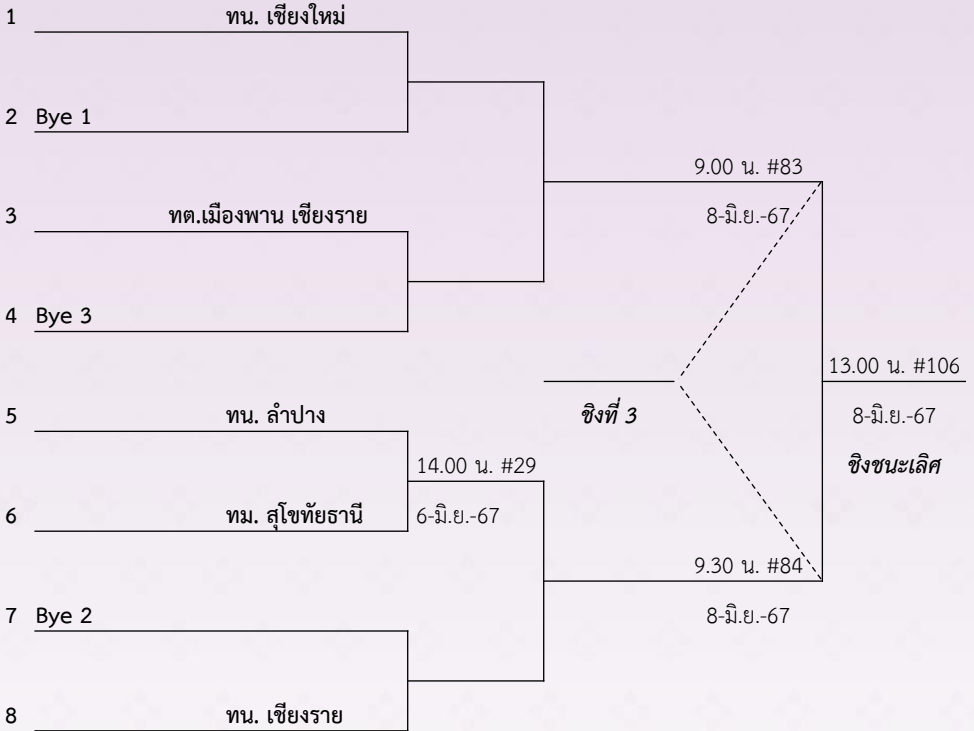 1 ทน. เชียงใหม่
2 Bye 1
9.00 น. #83
3 ทต.เมืองพาน เชียงราย
8-มิ.ย.-67
4 Bye 3
13.00 น. #106
5 ทน. ลำปาง
ชิงที่ 3
8-มิ.ย.-67
14.00 น. #29
ชิงชนะเลิศ
6 ทม. สุโขทัยธานี
6-มิ.ย.-67
9.30 น. #84
7 Bye 2
8-มิ.ย.-67
8 ทน. เชียงราย